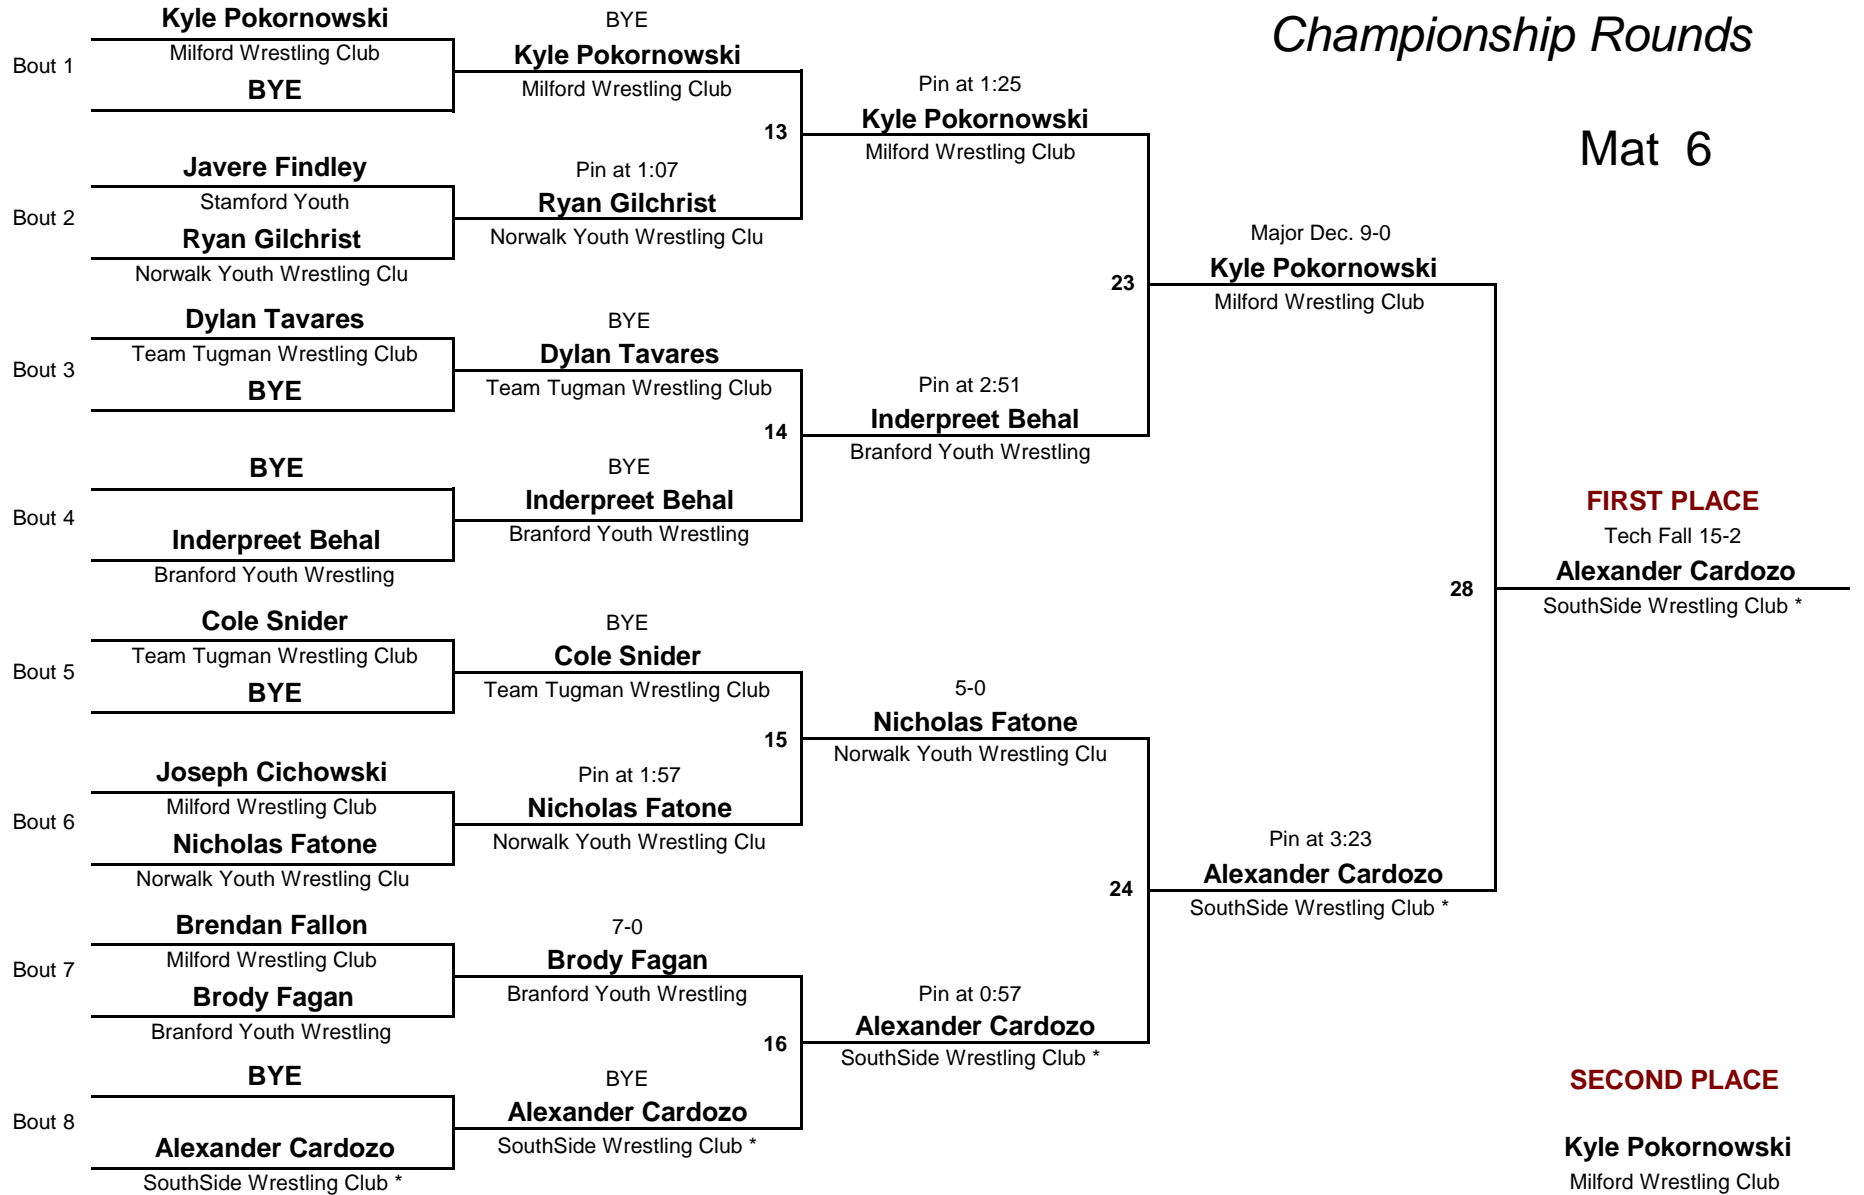 Championship Rounds
Mat 6
Bout 1
Kyle Pokornowski
Milford Wrestling Club
BYE
Bout 2
Javere Findley
Stamford Youth
Ryan Gilchrist
Norwalk Youth Wrestling Clu
Bout 3
Dylan Tavares
Team Tugman Wrestling Club
BYE
Bout 4
BYE
Inderpreet Behal
Branford Youth Wrestling
Bout 5
Cole Snider
Team Tugman Wrestling Club
BYE
Bout 6
Joseph Cichowski
Milford Wrestling Club
Nicholas Fatone
Norwalk Youth Wrestling Clu
Bout 7
Brendan Fallon
Milford Wrestling Club
Brody Fagan
Branford Youth Wrestling
Bout 8
BYE
Alexander Cardozo
SouthSide Wrestling Club *
BYE
Kyle Pokornowski
Milford Wrestling Club
13
Pin at 1:07
Ryan Gilchrist
Norwalk Youth Wrestling Clu
BYE
Dylan Tavares
Team Tugman Wrestling Club
14
BYE
Inderpreet Behal
Branford Youth Wrestling
BYE
Cole Snider
Team Tugman Wrestling Club
15
Pin at 1:57
Nicholas Fatone
Norwalk Youth Wrestling Clu
7-0
Brody Fagan
Branford Youth Wrestling
16
BYE
Alexander Cardozo
SouthSide Wrestling Club *
Pin at 1:25
Kyle Pokornowski
Milford Wrestling Club
23
Pin at 2:51
Inderpreet Behal
Branford Youth Wrestling
5-0
Nicholas Fatone
Norwalk Youth Wrestling Clu
24
Pin at 0:57
Alexander Cardozo
SouthSide Wrestling Club *
Major Dec. 9-0
Kyle Pokornowski
Milford Wrestling Club
28
Pin at 3:23
Alexander Cardozo
SouthSide Wrestling Club *
FIRST PLACE
Tech Fall 15-2
Alexander Cardozo
SouthSide Wrestling Club *
SECOND PLACE
Kyle Pokornowski
Milford Wrestling Club